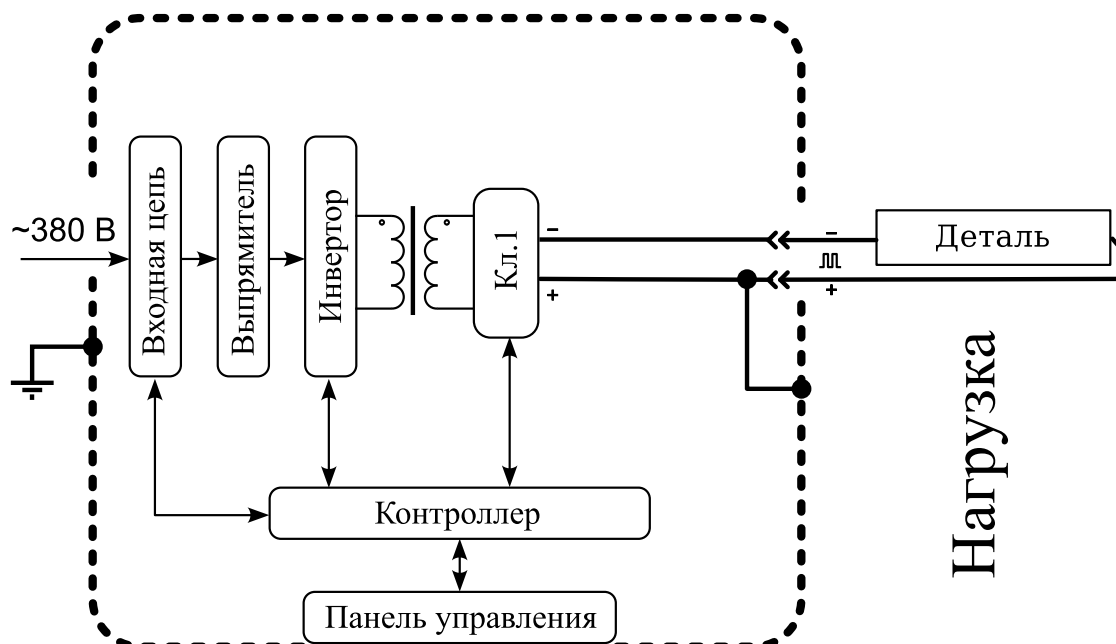 ~380 В
Входная цепь
Выпрямитель
Инвертор
Кл.1
−
+
−
+
Деталь
Нагрузка
Контроллер
Панель управления